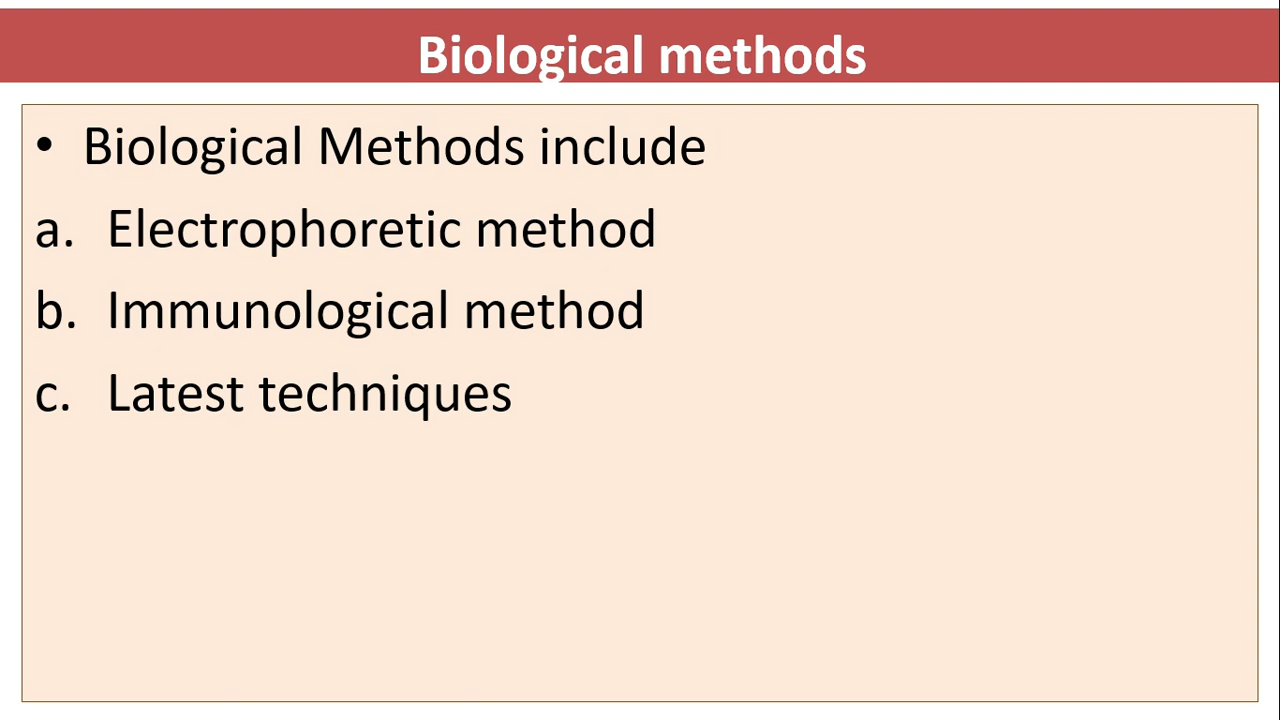 Biological methods
• Biological Methods include
a. Electrophoretic method
b. Immunological method
c. Latest techniques